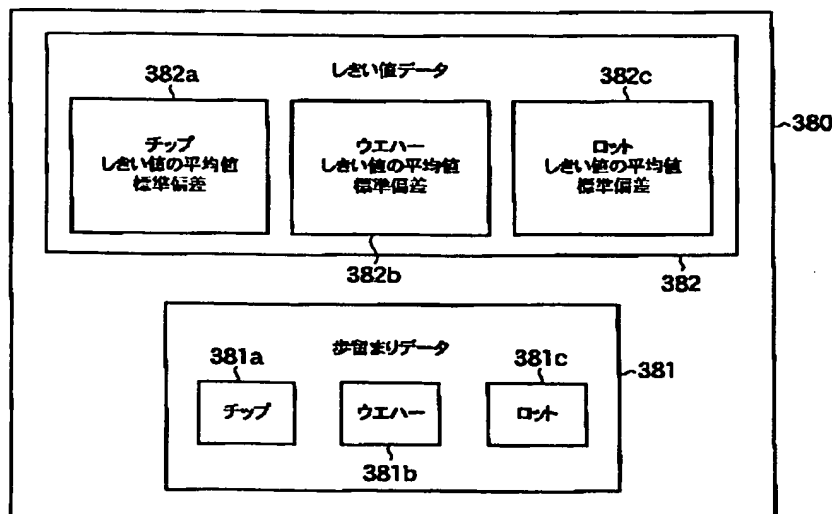 382a
しきい値データ
382c
チップ
しきい値の平均値
標準偏差
ウエハー
しきい値の平均値
標準偏差
ロット
しきい値の平均値
標準偏差
380
382b
382
歩留まりデータ
381a
381c
381
チップ
ウエハー
ロット
381b